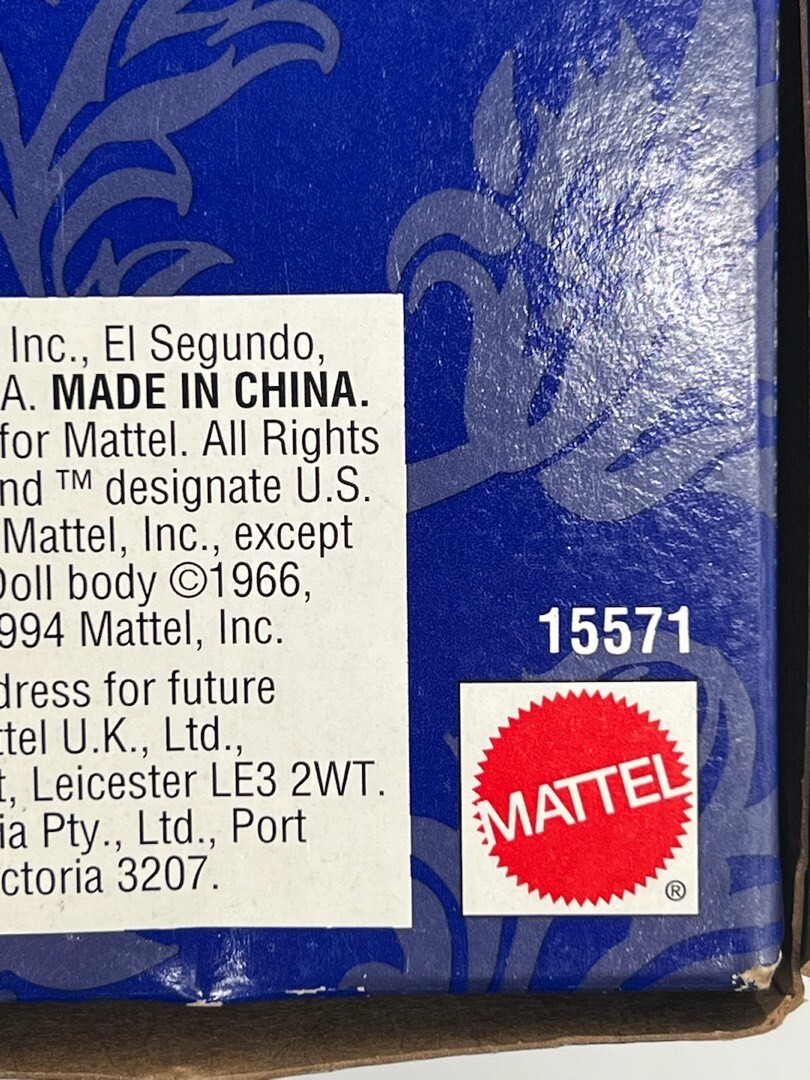 Inc., El Segundo,
A. MADE IN CHINA.
for Mattel. All Rights
nd ™ designate U.S.
Mattel, Inc., except
Doll body ©1966,
994 Mattel, Inc.
dress for future
ttel U.K., Ltd.,
t, Leicester LE3 2WT.
ia Pty., Ltd., Port
ctoria 3207.
15571
MATTEL
®